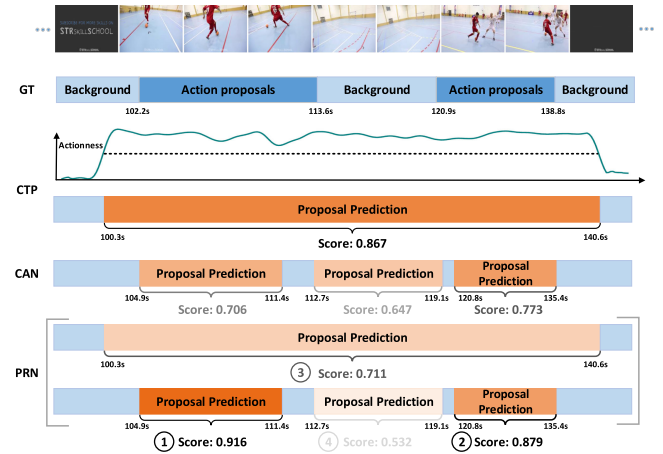 STRskillSCHOOL
GT
Background
Action proposals
Background
Action proposals
Background
102.2s
113.6s
120.9s
138.8s
Actionness
CTP
Proposal Prediction
100.3s
140.6s
Score: 0.867
CAN
Proposal Prediction
Proposal Prediction
Proposal
Prediction
104.9s
111.4s
112.7s
119.1s
120.8s
135.4s
Score: 0.706
Score: 0.647
Score: 0.773
PRN
Proposal Prediction
100.3s
140.6s
3 Score: 0.711
Proposal Prediction
Proposal Prediction
Proposal
Prediction
104.9s
111.4s
112.7s
119.1s
120.8s
135.4s
1 Score: 0.916
4 Score: 0.532
2 Score: 0.879